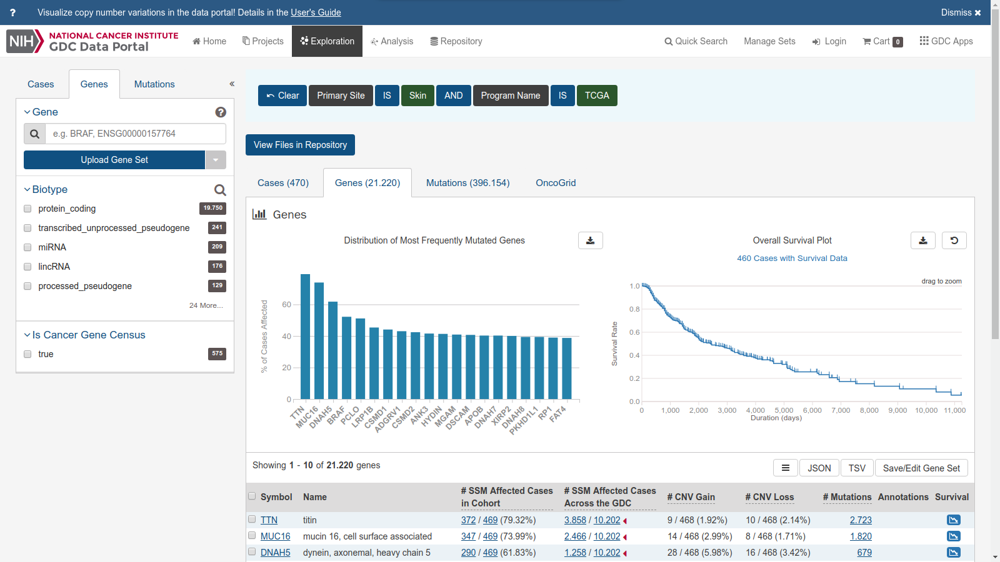 ? Visualize copy number variations in the data portal! Details in the User's Guide Dismiss ×
NIH NATIONAL CANCER INSTITUTE
GDC Data Portal
Home Projects Exploration Analysis Repository Quick Search Manage Sets Login Cart 0 GDC Apps
Cases Genes Mutations «
Gene ?
e.g. BRAF, ENSG00000157764
Upload Gene Set
Biotype
protein_coding 19.750
transcribed_unprocessed_pseudogene 241
miRNA 209
lincRNA 176
processed_pseudogene 129
24 More...
Is Cancer Gene Census
true 575
Clear Primary Site IS Skin AND Program Name IS TCGA
View Files in Repository
Cases (470) Genes (21.220) Mutations (396.154) OncoGrid
Genes
Distribution of Most Frequently Mutated Genes
% of Cases Affected
60
40
20
0
TTN MUC16 DNAH5 BRAF PCLO LRP1B CSMD1 ADGRV1 CSMD2 ANK3 HYDIN MGAM DSCAM APOB DNAH7 XIRP2 DNAH8 PKHD1L1 RP1 FAT4
Overall Survival Plot
460 Cases with Survival Data
drag to zoom
Survival Rate
1.0
0.8
0.6
0.4
0.2
0.0
0 1,000 2,000 3,000 4,000 5,000 6,000 7,000 8,000 9,000 10,000 11,000
Duration (days)
Showing 1 - 10 of 21.220 genes
JSON TSV Save/Edit Gene Set
Symbol Name # SSM Affected Cases in Cohort # SSM Affected Cases Across the GDC # CNV Gain # CNV Loss # Mutations Annotations Survival
TTN titin 372 / 469 (79.32%) 3.858 / 10.202 9 / 468 (1.92%) 10 / 468 (2.14%) 2.723
MUC16 mucin 16, cell surface associated 347 / 469 (73.99%) 2.466 / 10.202 14 / 468 (2.99%) 8 / 468 (1.71%) 1.820
DNAH5 dynein, axonemal, heavy chain 5 290 / 469 (61.83%) 1.258 / 10.202 28 / 468 (5.98%) 16 / 468 (3.42%) 679